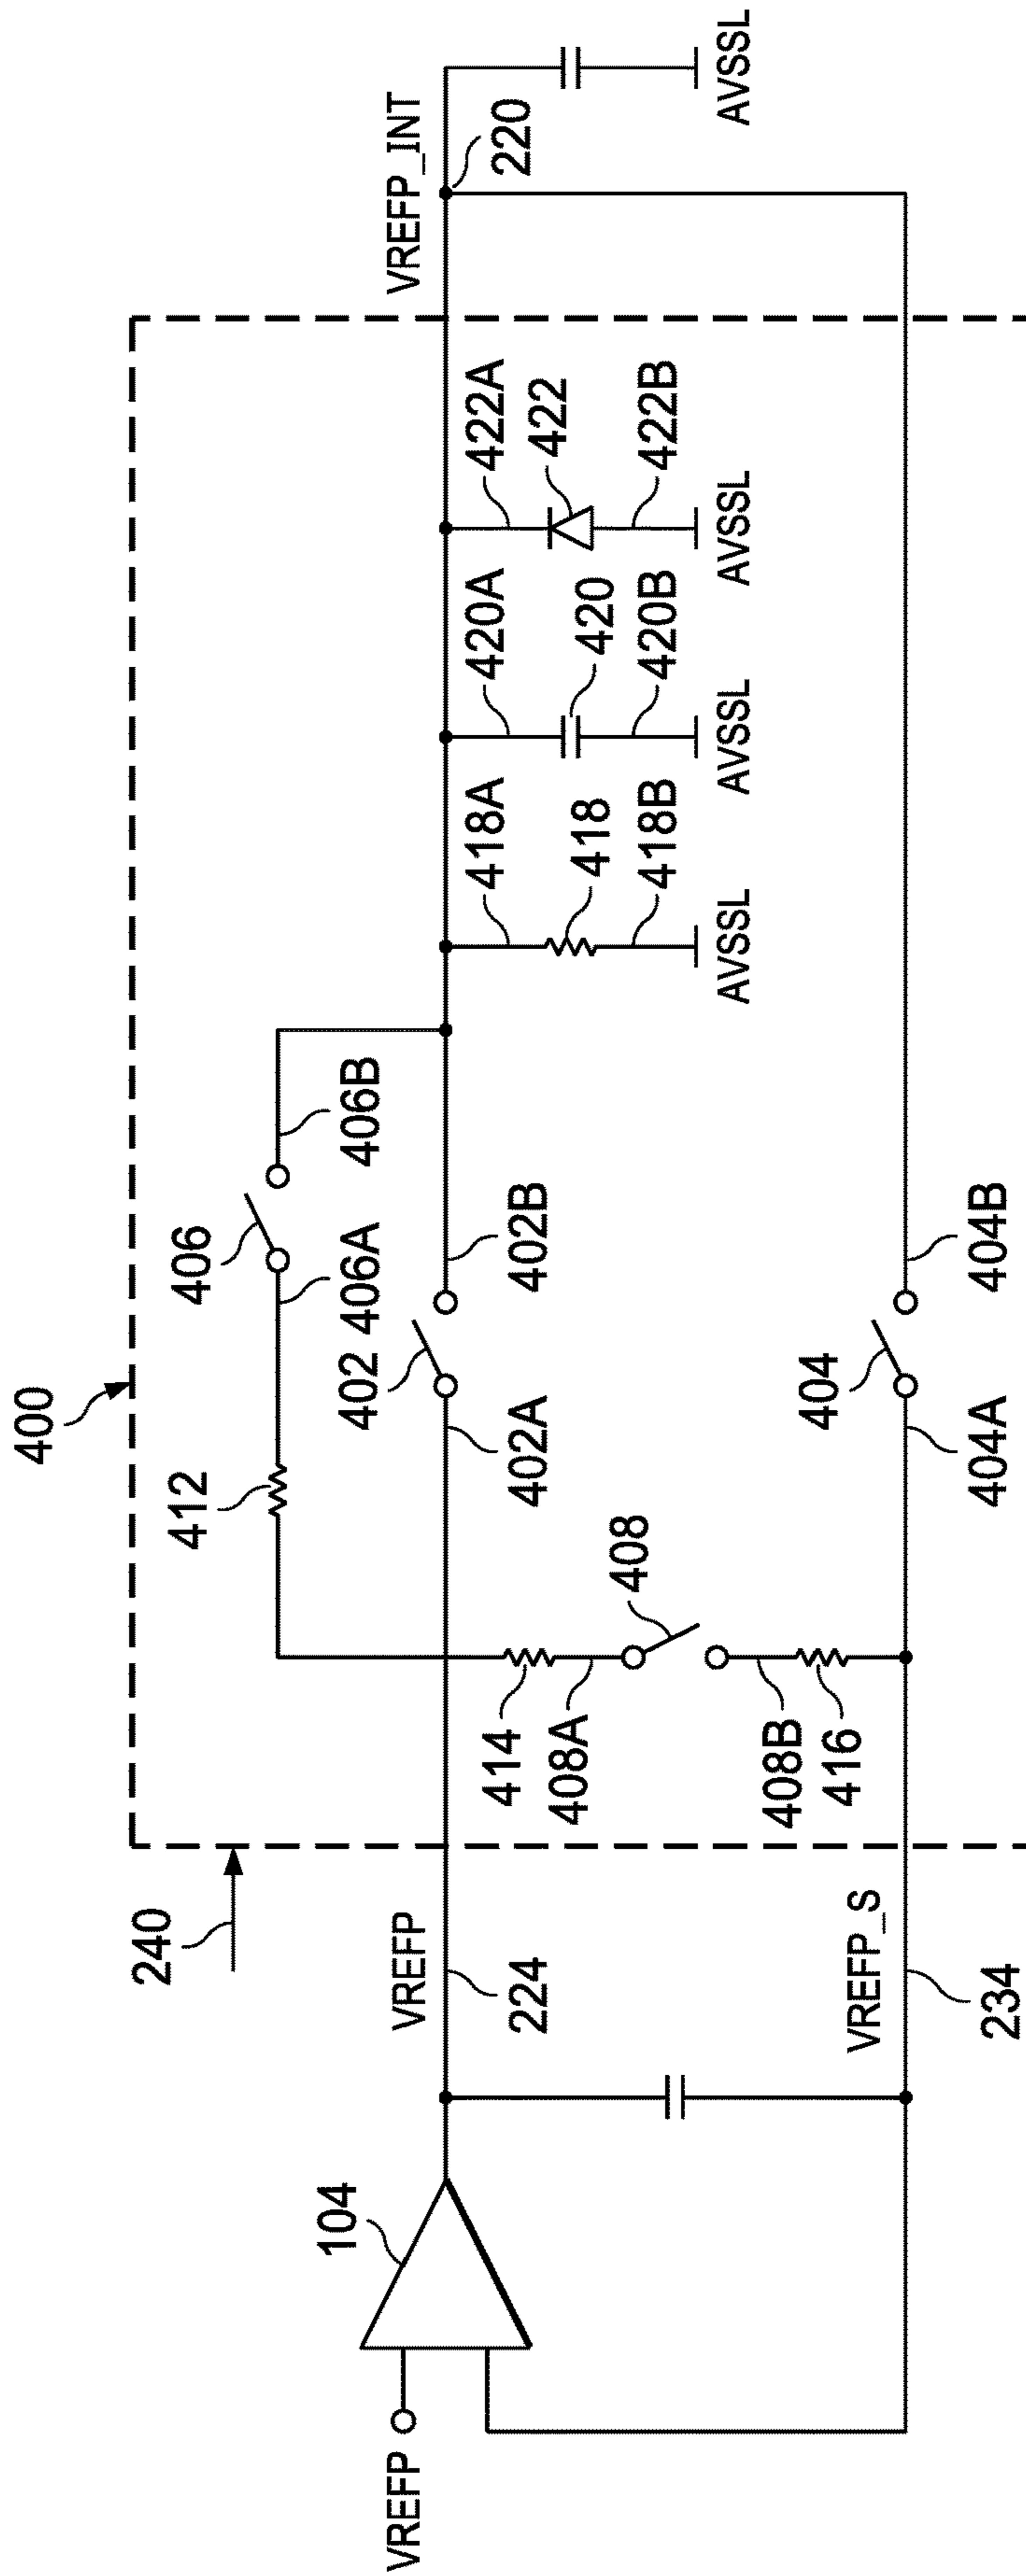 400
240
412
406
406A
406B
VREFP
104
VREFP
224
402
402A
402B
414
408A
408
408B
416
418A
418
418B
AVSSL
420A
420
420B
AVSSL
422A
422
422B
AVSSL
VREFP_INT
220
AVSSL
VREFP_S
234
404
404A
404B